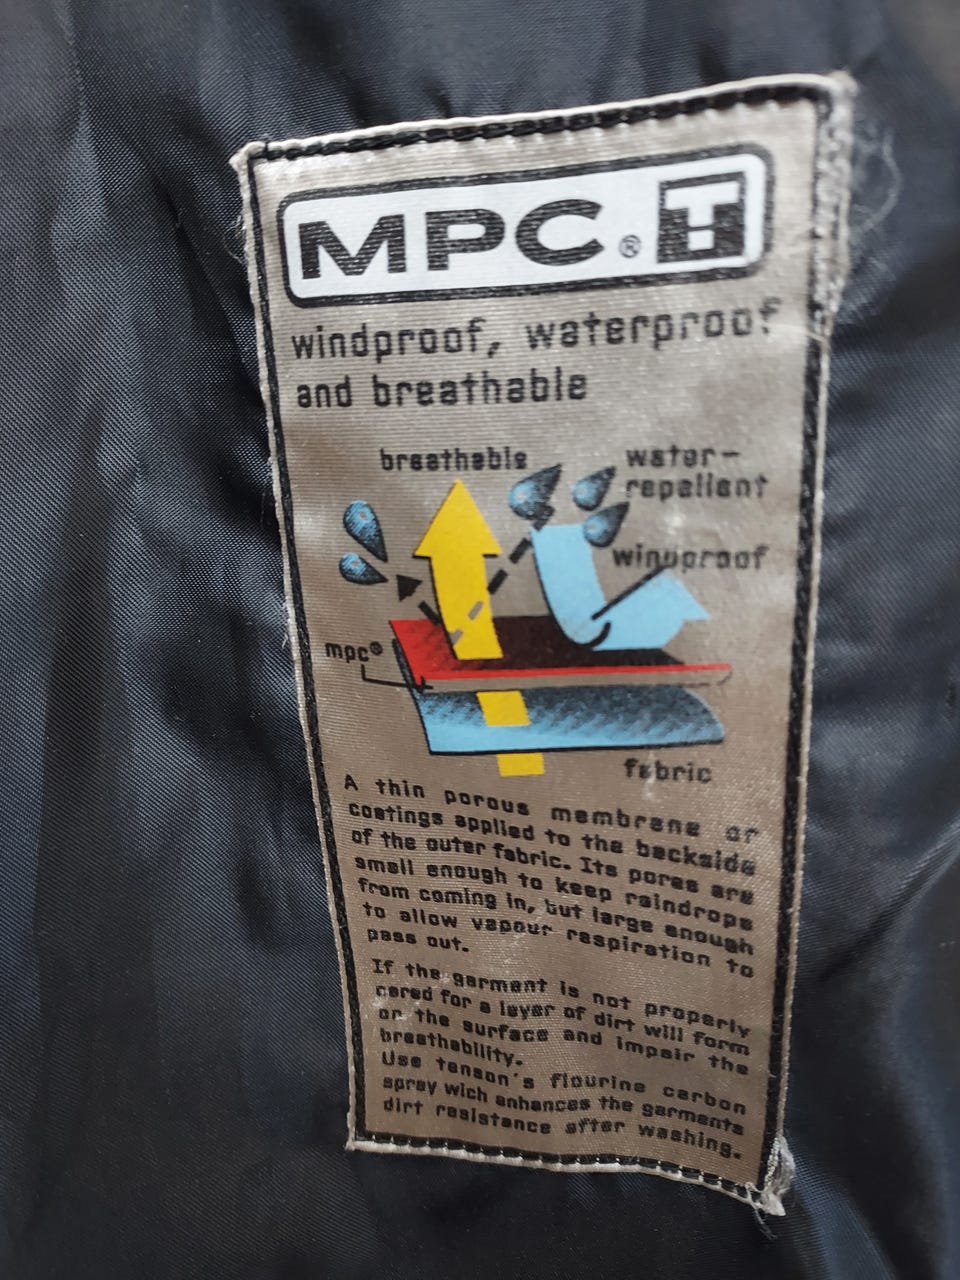 MPC®
windproof, waterproof
and breathable
breathable
water-
repellent
windproof
mpc®
fabric
A thin porous membrane or
coatings applied to the backside
of the outer fabric. Its pores are
small enough to keep raindrops
from coming in, but large enough
to allow vapour respiration to
pass out.
If the garment is not properly
cared for a layer of dirt will form
on the surface and impair the
breathability.
Use tenson's flourine carbon
spray wich enhances the garments
dirt resistance after washing.